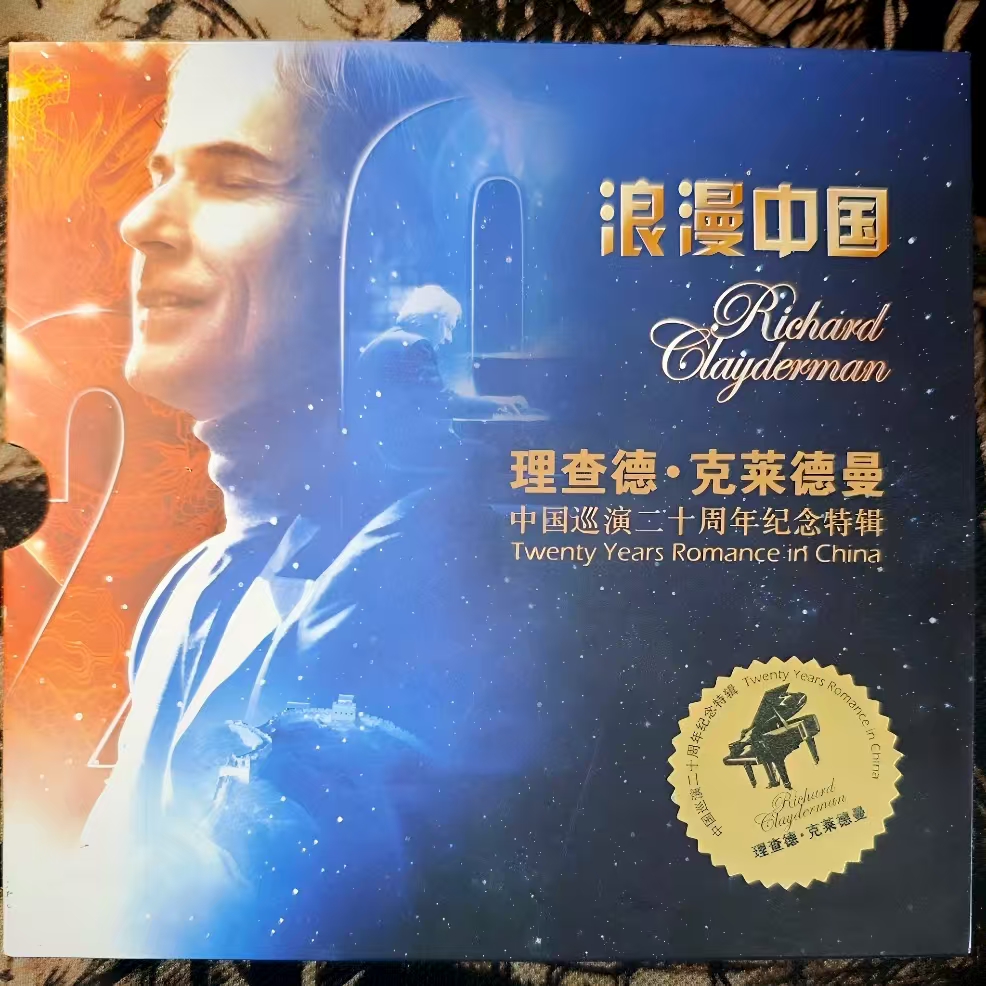 浪漫中国
Richard
Clayderman
理查德·克莱德曼
中国巡演二十周年纪念特辑
Twenty Years Romance in China
中国巡演二十周年纪念特辑 Twenty Years Romance in China
Richard
Clayderman
理查德·克莱德曼